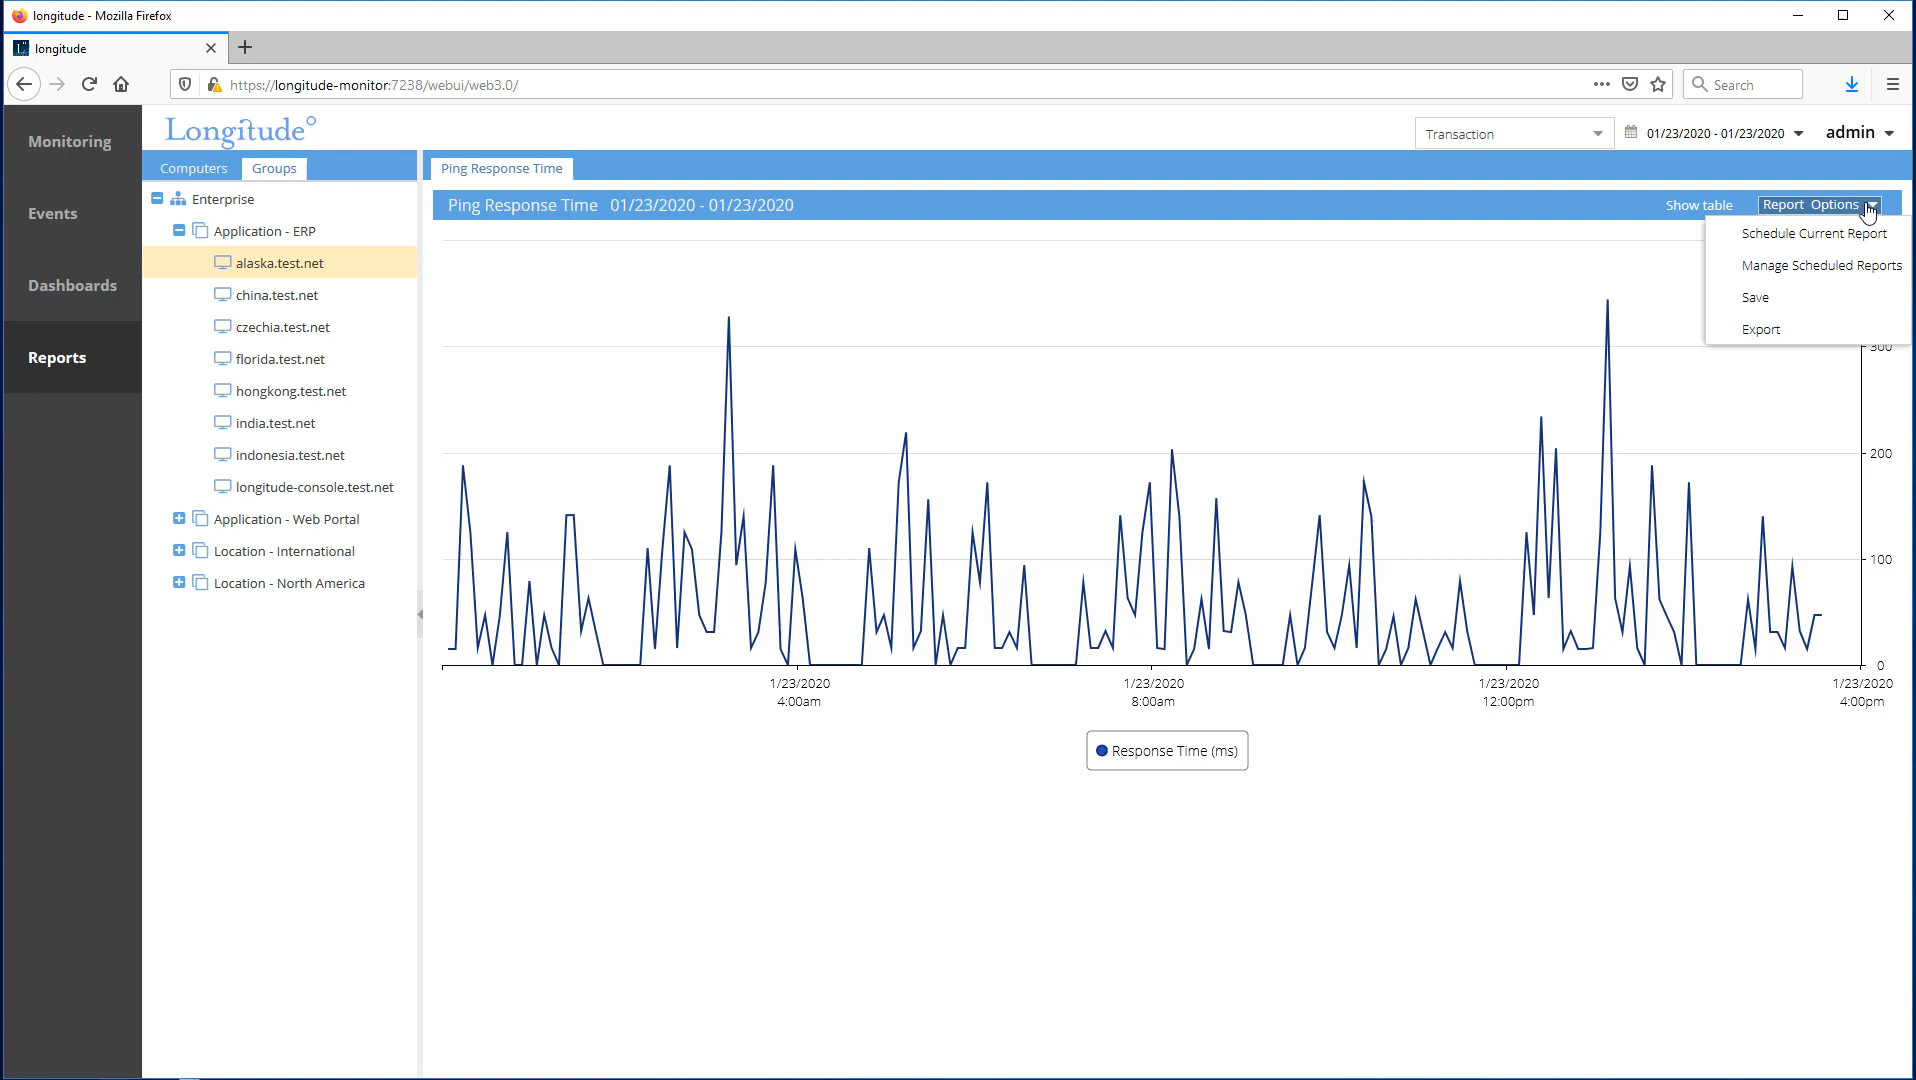 longitude - Mozilla Firefox
longitude
https://longitude-monitor:7238/webui/web3.0/
Search
Monitoring
Events
Dashboards
Reports
Longitude°
Transaction
01/23/2020 - 01/23/2020
admin
Computers
Groups
Ping Response Time
Enterprise
Application - ERP
alaska.test.net
china.test.net
czechia.test.net
florida.test.net
hongkong.test.net
india.test.net
indonesia.test.net
longitude-console.test.net
Application - Web Portal
Location - International
Location - North America
Ping Response Time 01/23/2020 - 01/23/2020
Show table
Report Options
Schedule Current Report
Manage Scheduled Reports
Save
Export
300
200
100
0
1/23/2020
4:00am
1/23/2020
8:00am
1/23/2020
12:00pm
1/23/2020
4:00pm
Response Time (ms)